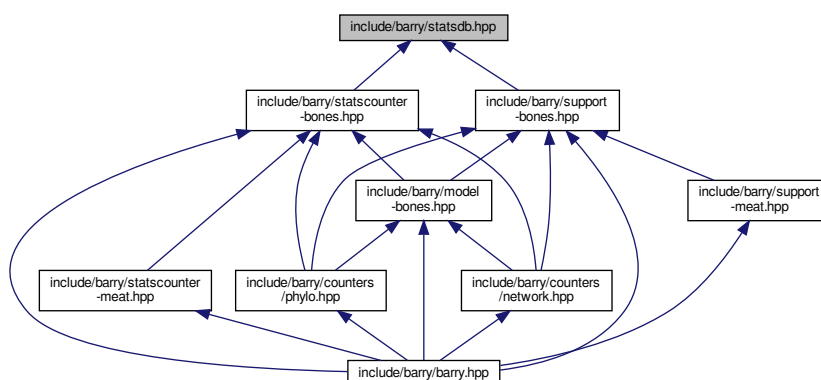 include/barry/statsdb.hpp
include/barry/statscounter
-bones.hpp
include/barry/support
-bones.hpp
include/barry/model
-bones.hpp
include/barry/support
-meat.hpp
include/barry/statscounter
-meat.hpp
include/barry/counters
/phylo.hpp
include/barry/counters
/network.hpp
include/barry/barry.hpp